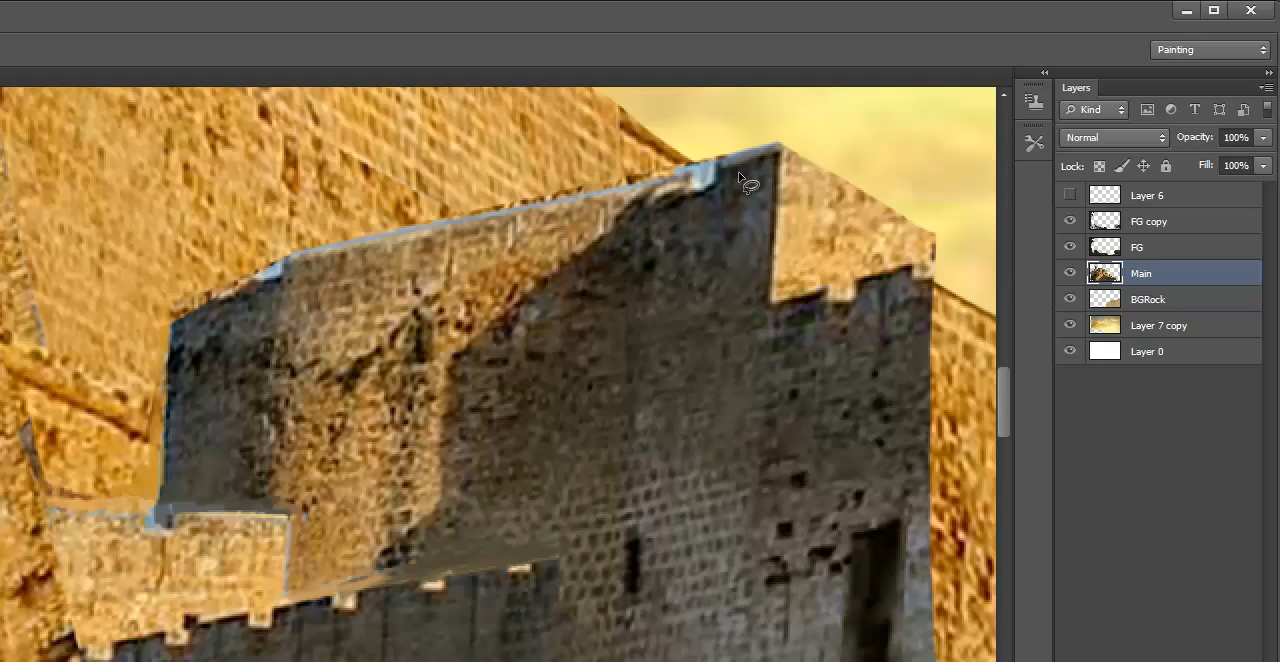 Painting
Layers
Kind
Normal
Opacity: 100%
Lock:
Fill: 100%
Layer 6
FG copy
FG
Main
BGRock
Layer 7 copy
Layer 0